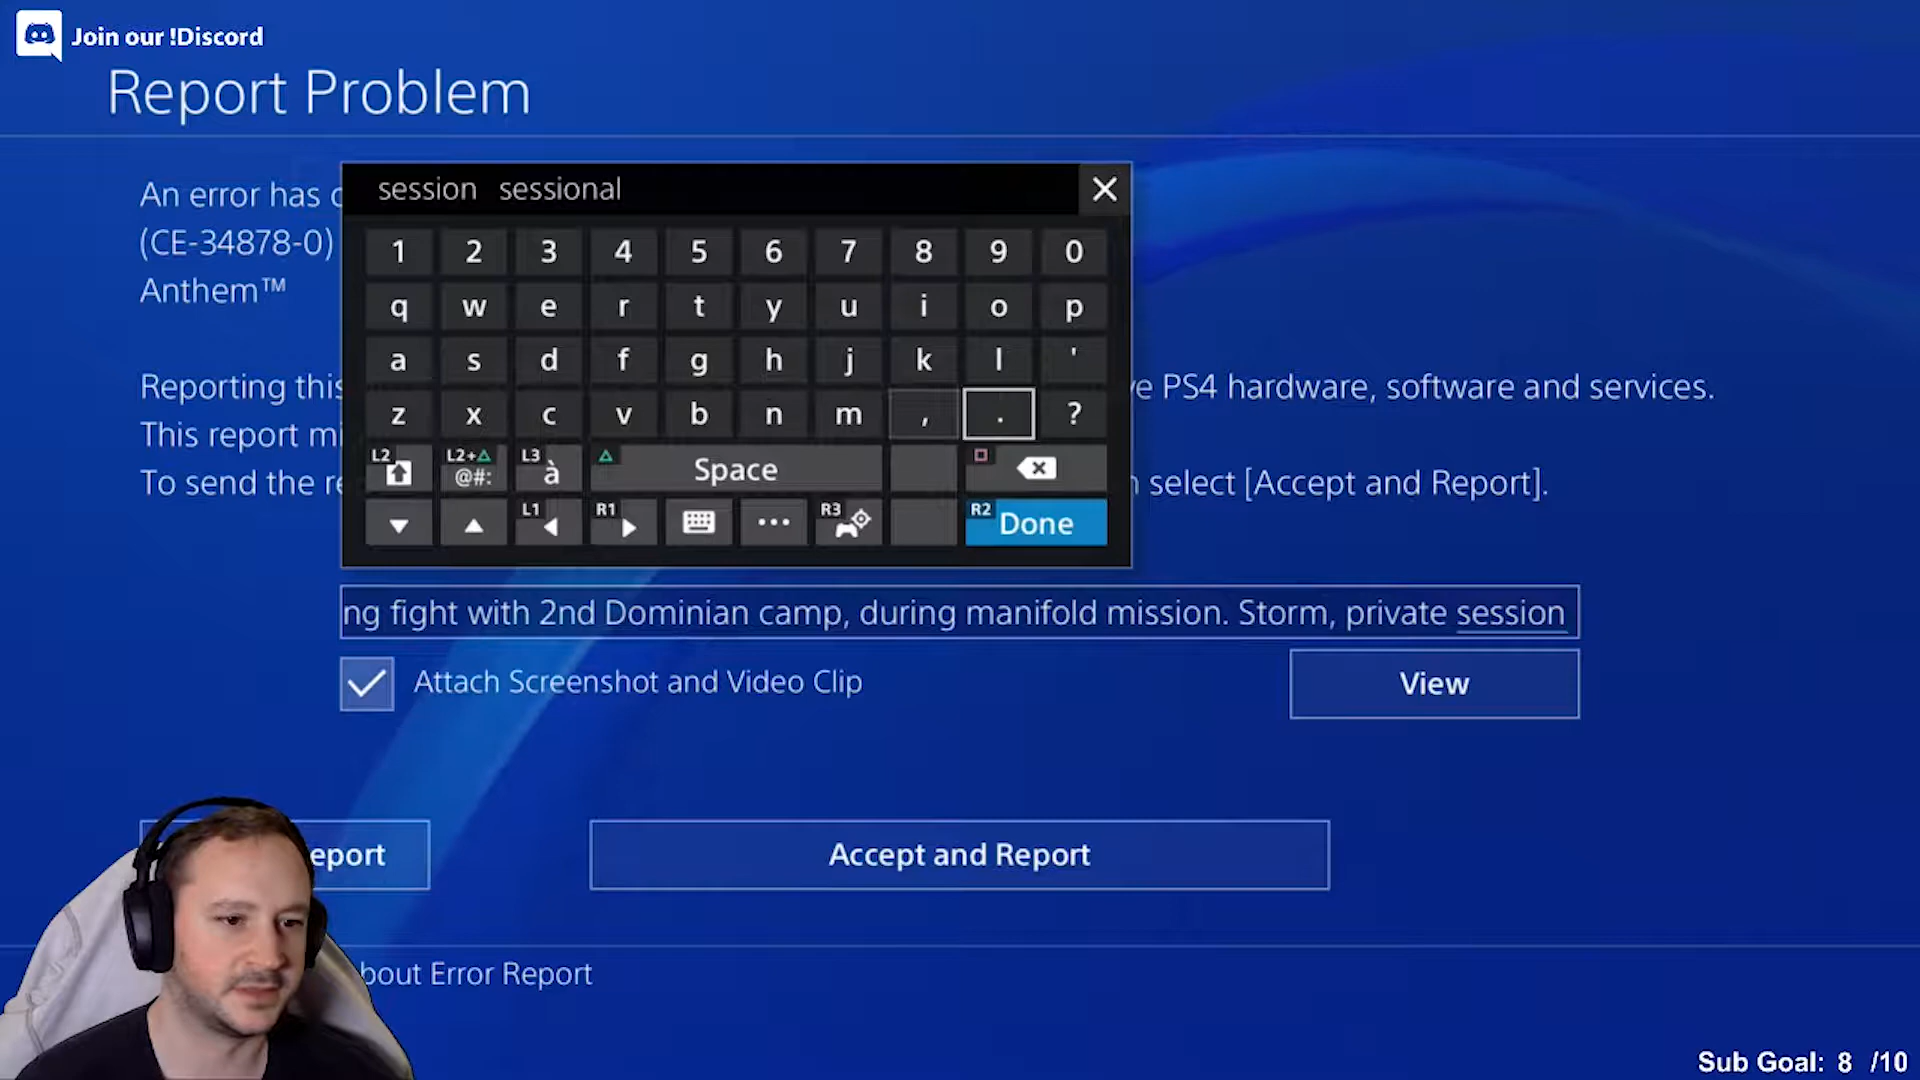 Join our !Discord
Report Problem
An error has
(CE-34878-0)
Anthem™
session sessional
1 2 3 4 5 6 7 8 9 0
q w e r t y u i o p
a s d f g h j k l '
z x c v b n m , . ?
L2 L2+△ @#: L3 à △ Space
L1 R1 ... R3 R2 Done
Reporting this
PS4 hardware, software and services.
This report
To send the
select [Accept and Report].
ng fight with 2nd Dominian camp, during manifold mission. Storm, private session
Attach Screenshot and Video Clip
View
eport
Accept and Report
bout Error Report
Sub Goal: 8 /10